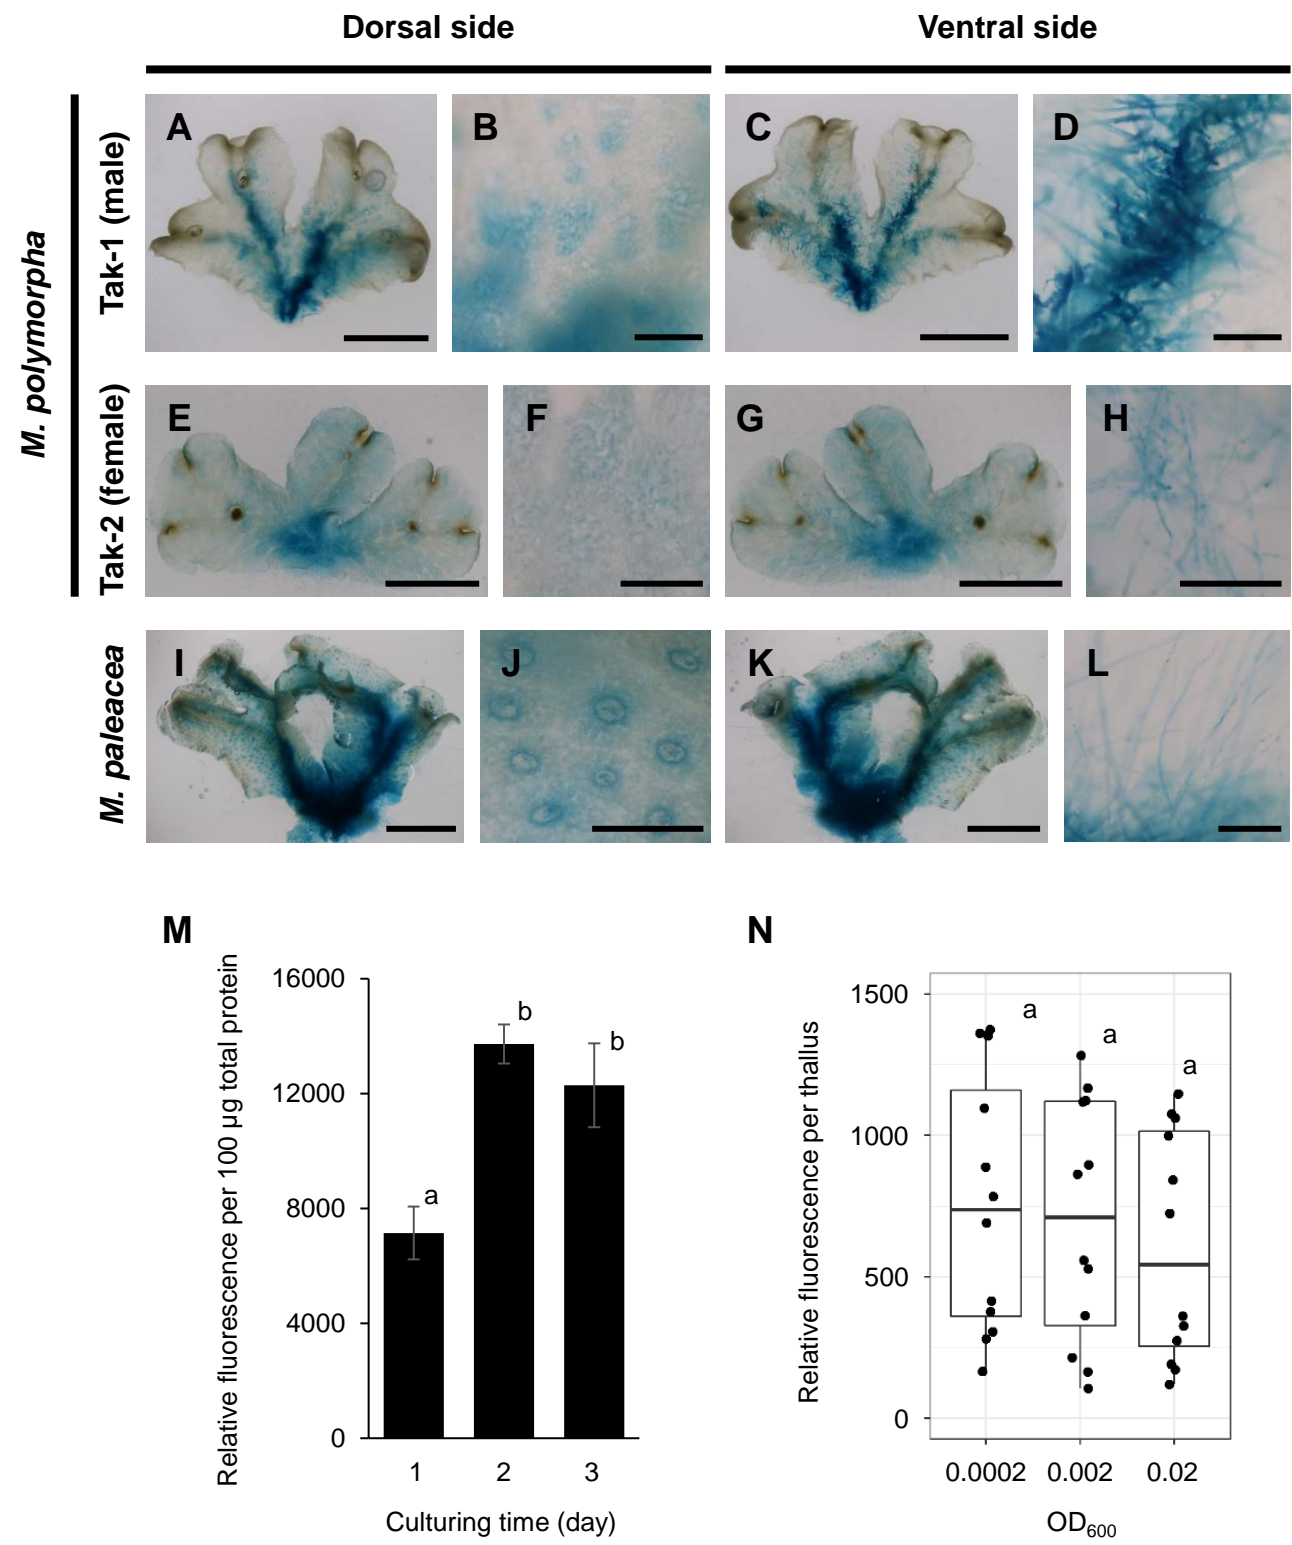 Dorsal side
Ventral side
M. polymorpha
Tak-1 (male)
A
B
C
D
Tak-2 (female)
E
F
G
H
M. paleacea
I
J
K
L
M
Relative fluorescence per 100 µg total protein
16000
12000
8000
4000
0
a
b
b
1 2 3
Culturing time (day)
N
Relative fluorescence per thallus
1500
1000
500
0
a
a
a
0.0002 0.002 0.02
OD600